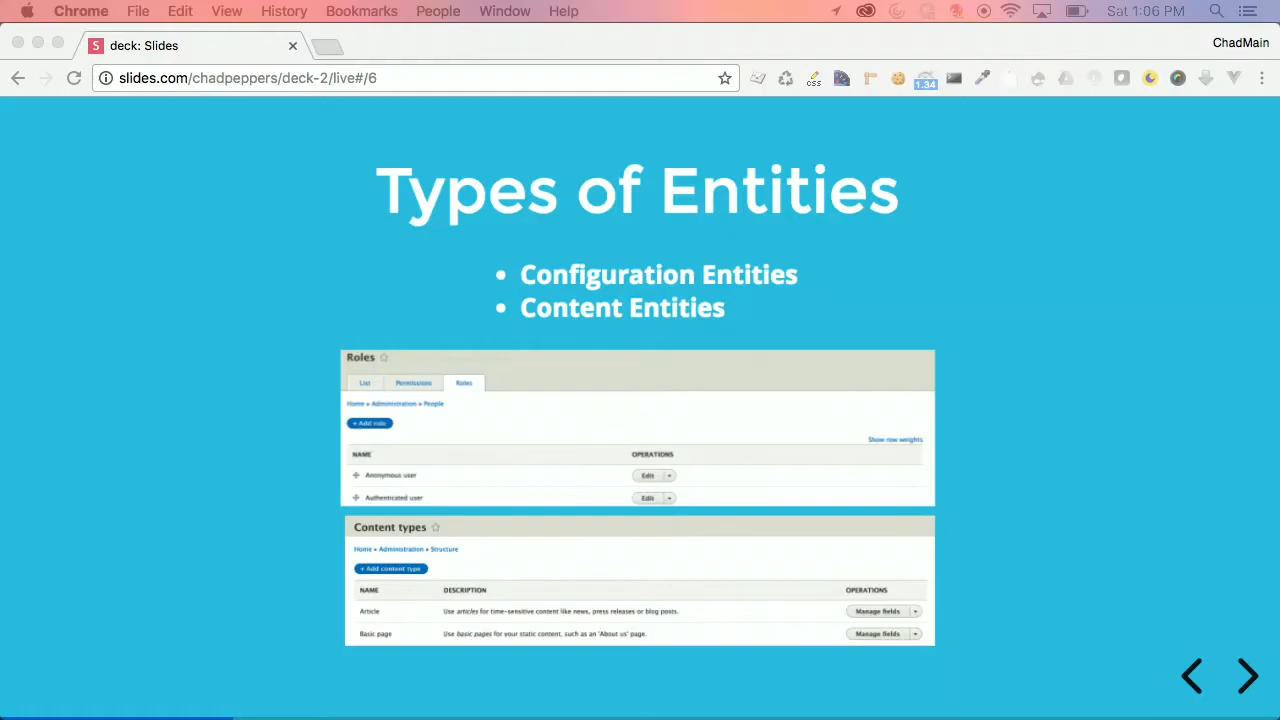 Chrome File Edit View History Bookmarks People Window Help Sat 1:06 PM
S deck: Slides ChadMain
slides.com/chadpeppers/deck-2/live#/6 css 1.34
Types of Entities
• Configuration Entities
• Content Entities
Roles
List Permissions Roles
Home » Administration » People
+ Add role
Show row weights
NAME OPERATIONS
Anonymous user Edit
Authenticated user Edit
Content types
Home » Administration » Structure
+ Add content type
NAME DESCRIPTION OPERATIONS
Article Use articles for time-sensitive content like news, press releases or blog posts. Manage fields
Basic page Use basic pages for your static content, such as an 'About us' page. Manage fields